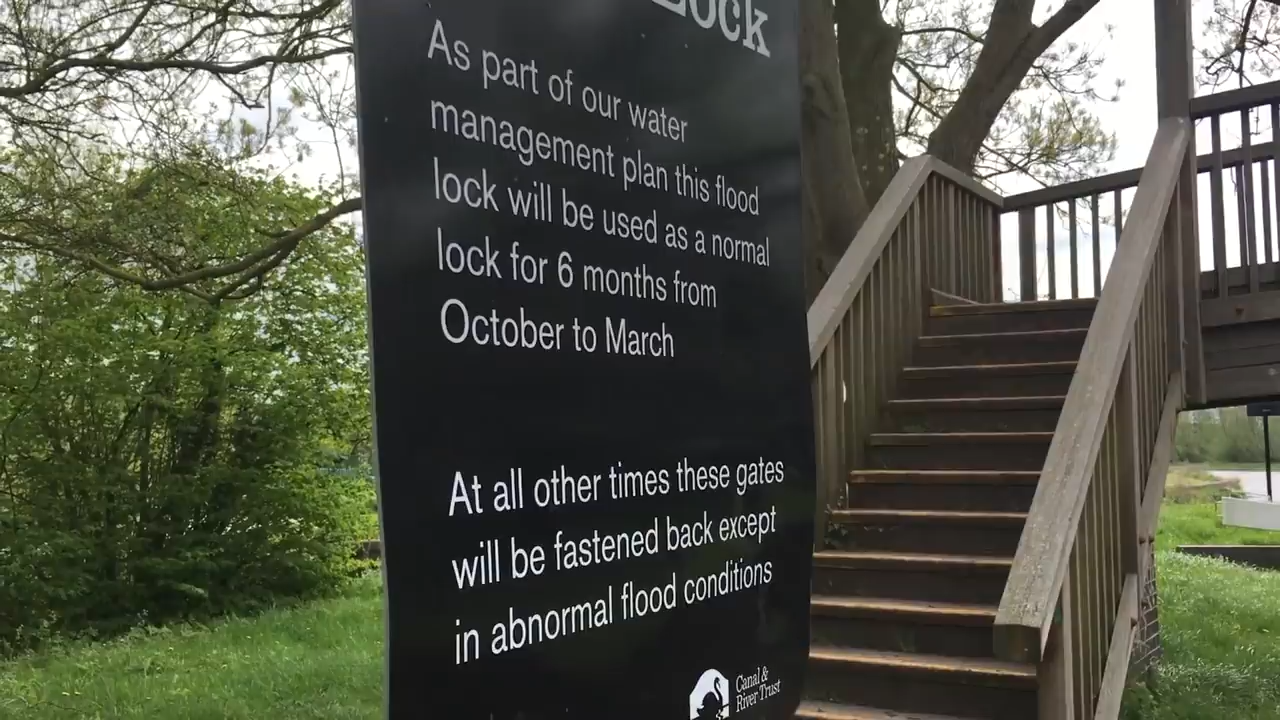 Lock
As part of our water
management plan this flood
lock will be used as a normal
lock for 6 months from
October to March
At all other times these gates
will be fastened back except
in abnormal flood conditions
Canal &
River Trust